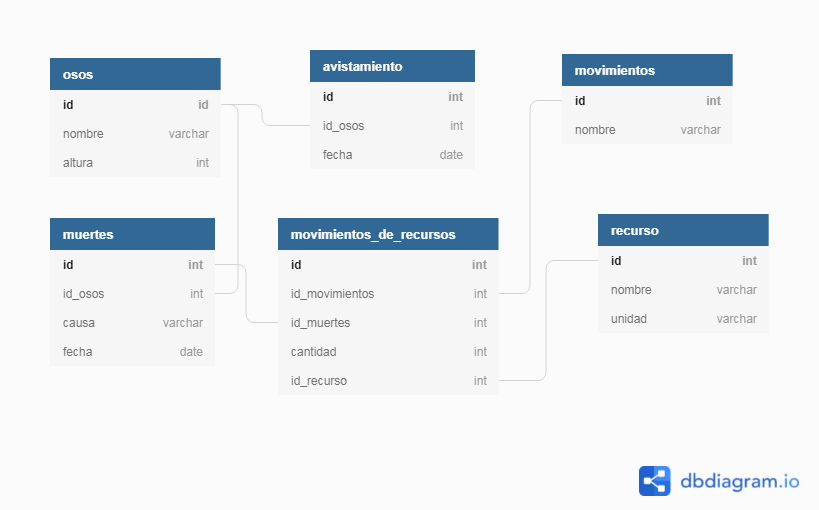 osos
id id
nombre varchar
altura int
avistamiento
id int
id_osos int
fecha date
movimientos
id int
nombre varchar
muertes
id int
id_osos int
causa varchar
fecha date
movimientos_de_recursos
id int
id_movimientos int
id_muertes int
cantidad int
id_recurso int
recurso
id int
nombre varchar
unidad varchar
dbdiagram.io